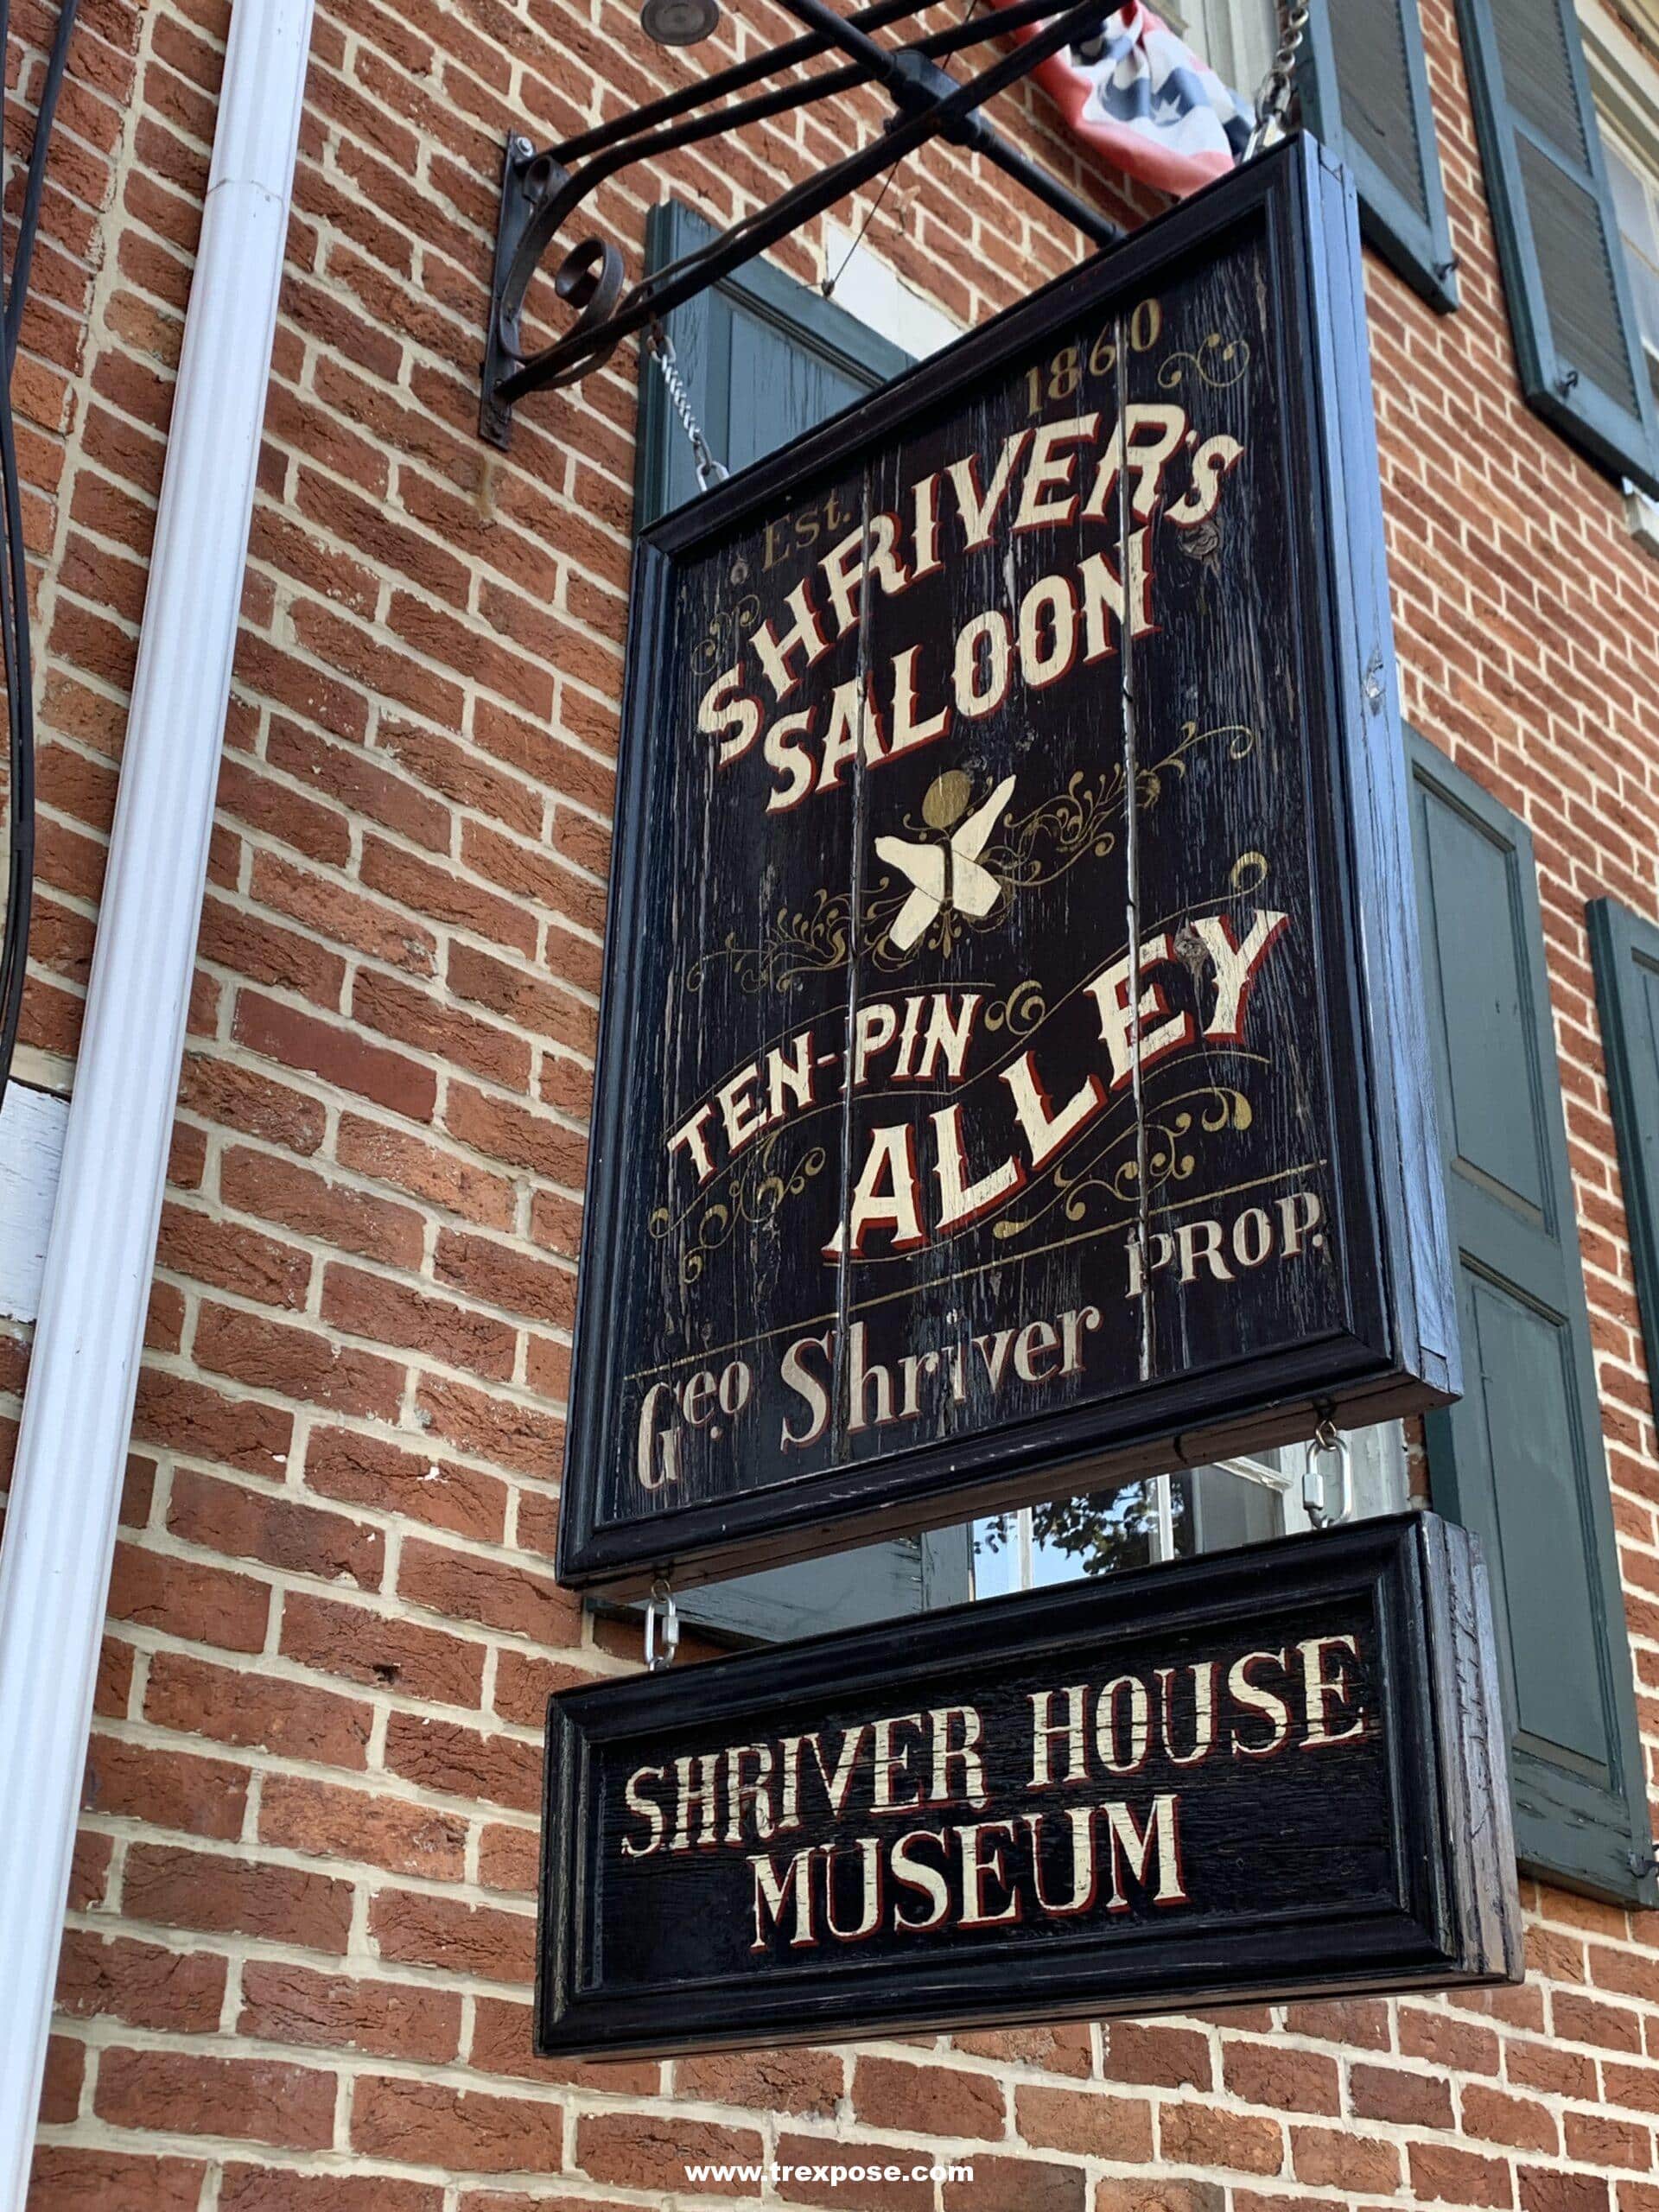 Est. 1860
SHRIVER'S
SALOON
TEN-PIN
ALLEY
Geo Shriver PROP.
SHRIVER HOUSE
MUSEUM
www.trexpose.com